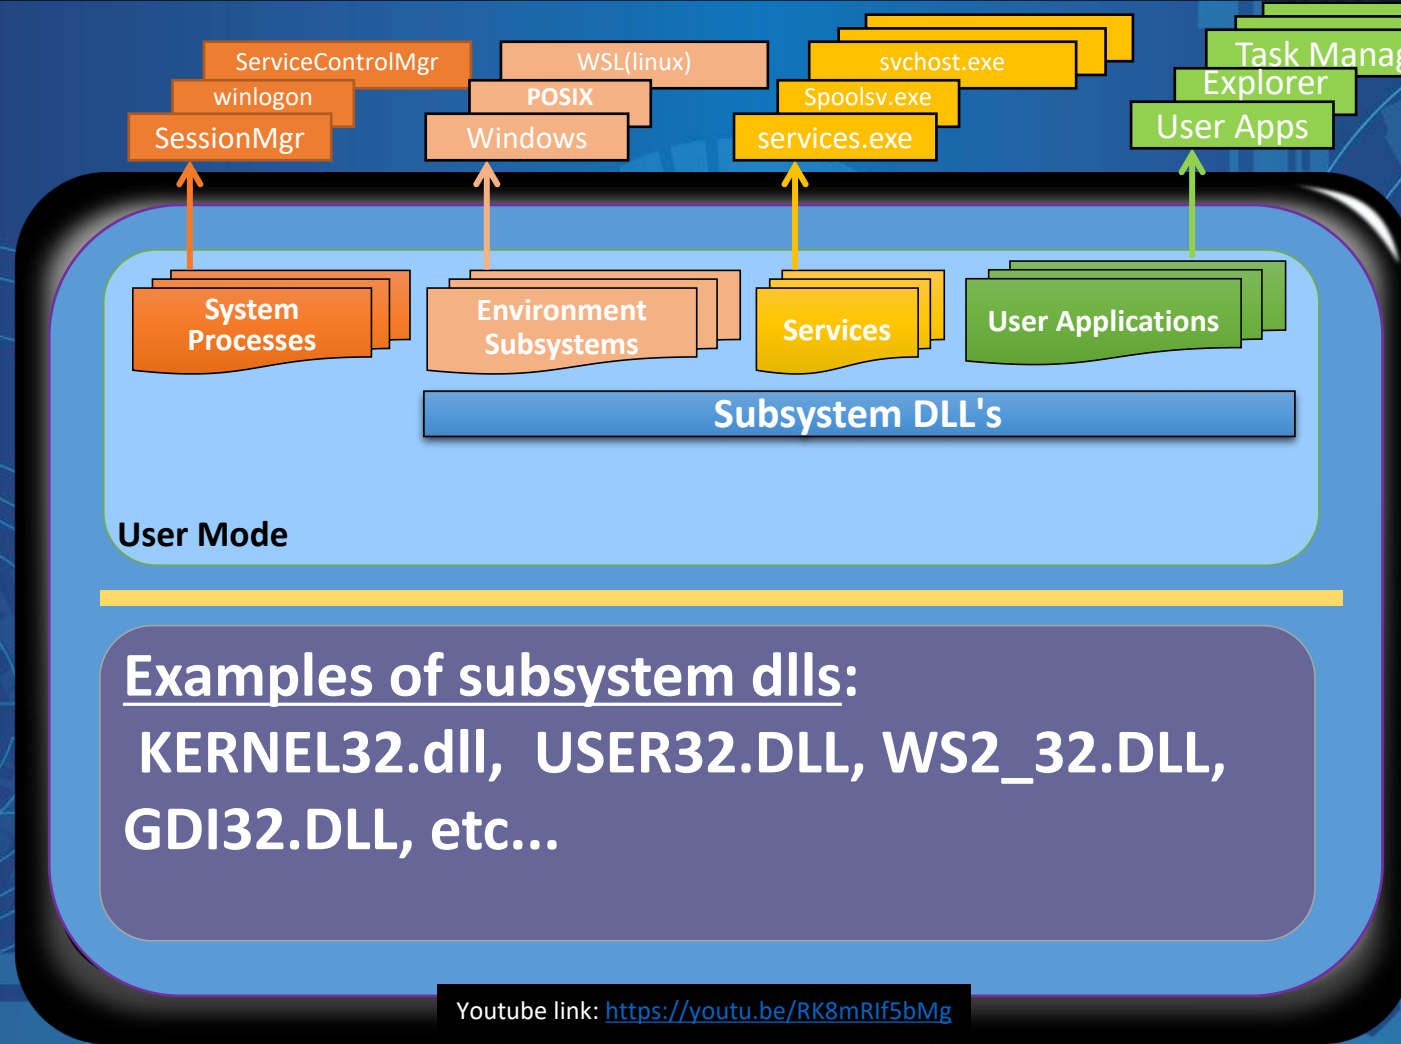 ServiceControlMgr
winlogon
SessionMgr
WSL(linux)
POSIX
Windows
svchost.exe
Spoolsv.exe
services.exe
Task Manag
Explorer
User Apps
System
Processes
Environment
Subsystems
Services
User Applications
Subsystem DLL's
User Mode
Examples of subsystem dlls:
KERNEL32.dll, USER32.DLL, WS2_32.DLL,
GDI32.DLL, etc...
Youtube link: https://youtu.be/RK8mRIf5bMg